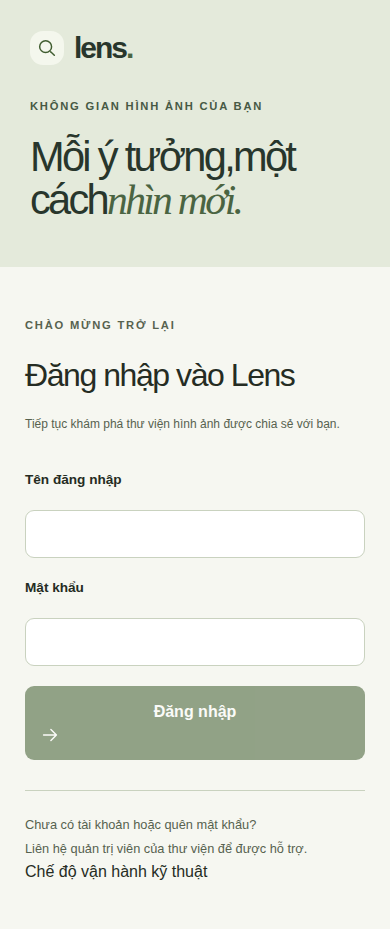 lens.
KHÔNG GIAN HÌNH ẢNH CỦA BẠN
Mỗi ý tưởng,một
cáchnhìn mới.
CHÀO MỪNG TRỞ LẠI
Đăng nhập vào Lens
Tiếp tục khám phá thư viện hình ảnh được chia sẻ với bạn.
Tên đăng nhập
Mật khẩu
Đăng nhập
Chưa có tài khoản hoặc quên mật khẩu?
Liên hệ quản trị viên của thư viện để được hỗ trợ.
Chế độ vận hành kỹ thuật